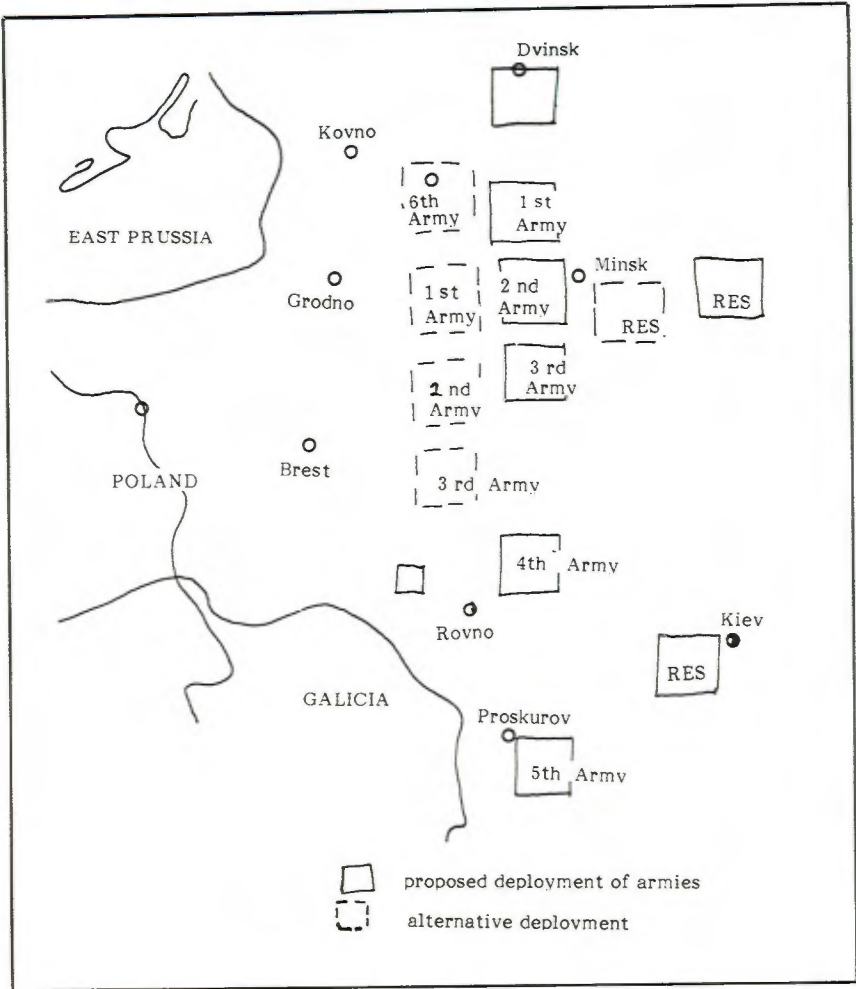 Dvinsk
Kovno
6th
Army
1st
Army
EAST PRUSSIA
Grodno
1st
Army
2nd
Army
Minsk
RES
RES
3rd
Army
2nd
Army
Brest
POLAND
3rd Army
4th Army
Rovno
Kiev
RES
GALICIA
Proskurov
5th Army
proposed deployment of armies
alternative deployment